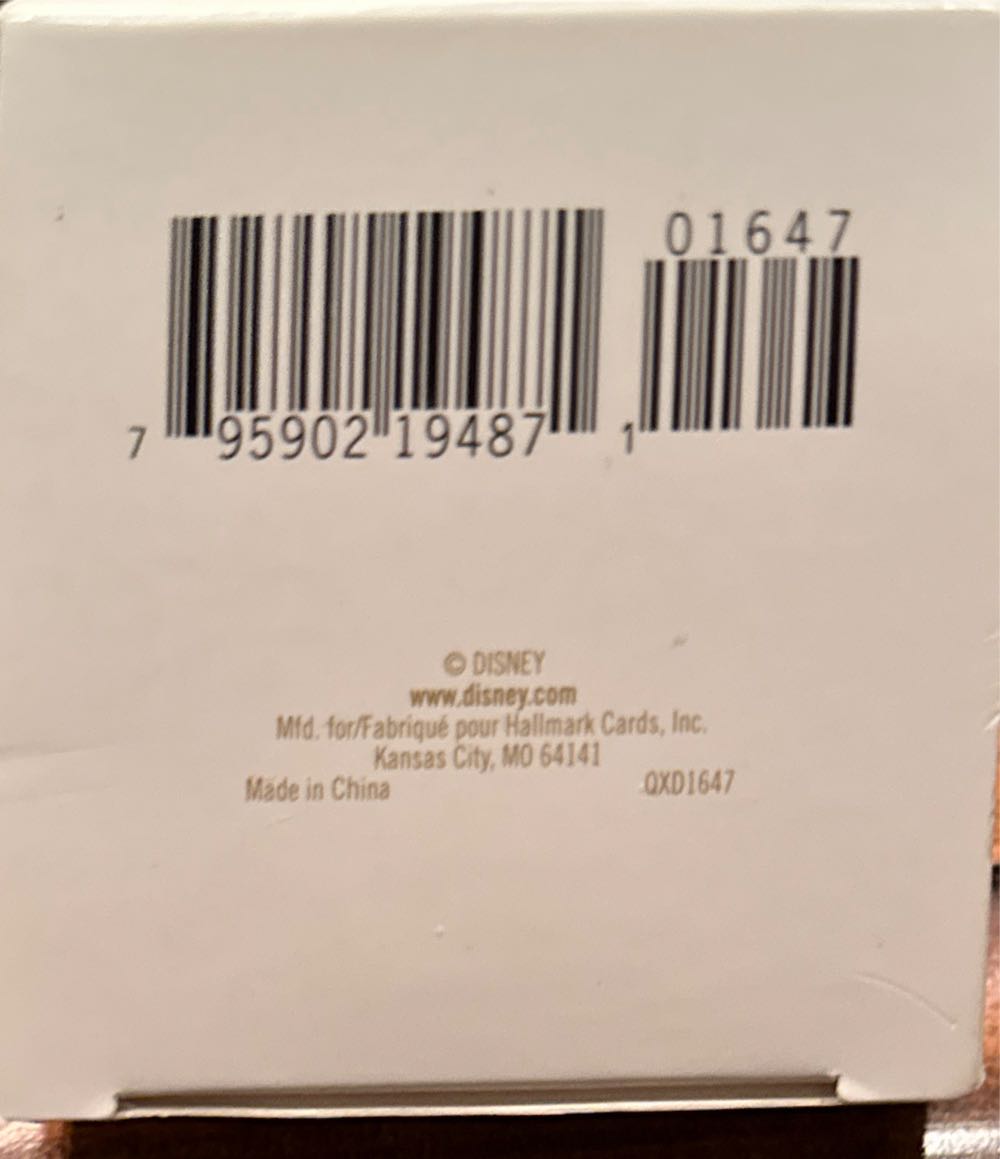 01647
7 95902 19487 1
© DISNEY
www.disney.com
Mfd. for/Fabriqué pour Hallmark Cards, Inc.
Kansas City, MO 64141
Made in China QXD1647